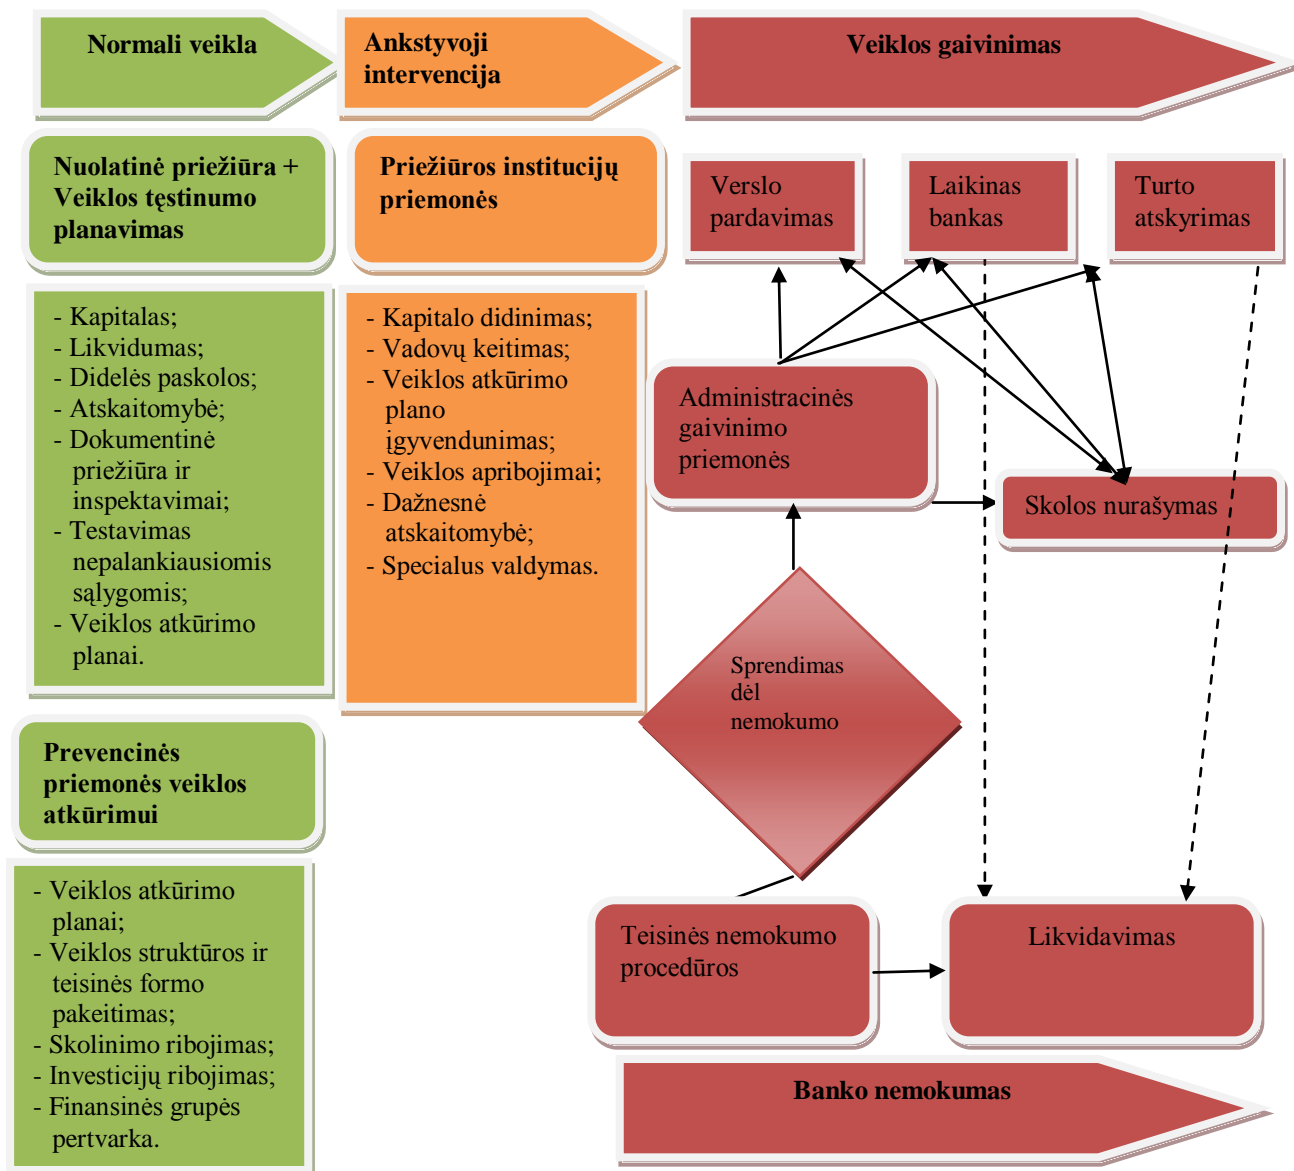 Normali veikla
Ankstyvoji
intervencija
Veiklos gaivinimas
Nuolatinė priežiūra +
Veiklos tęstinumo
planavimas
Priežiūros institucijų
priemonės
Verslo
pardavimas
Laikinas
bankas
Turto
atskyrimas
- Kapitalas;
- Likvidumas;
- Didelės paskolos;
- Atskaitomybė;
- Dokumentinė
priežiūra ir
inspektavimai;
- Testavimas
nepalankiausiomis
sąlygomis;
- Veiklos atkūrimo
planai.
- Kapitalo didinimas;
- Vadovų keitimas;
- Veiklos atkūrimo
plano
įgyvendunimas;
- Veiklos apribojimai;
- Dažnesnė
atskaitomybė;
- Specialus valdymas.
Administracinės
gaivinimo
priemonės
Skolos nurašymas
Sprendimas
dėl
nemokumo
Prevencinės
priemonės veiklos
atkūrimui
- Veiklos atkūrimo
planai;
- Veiklos struktūros ir
teisinės formo
pakeitimas;
- Skolinimo ribojimas;
- Investicijų ribojimas;
- Finansinės grupės
pertvarka.
Teisinės nemokumo
procedūros
Likvidavimas
Banko nemokumas